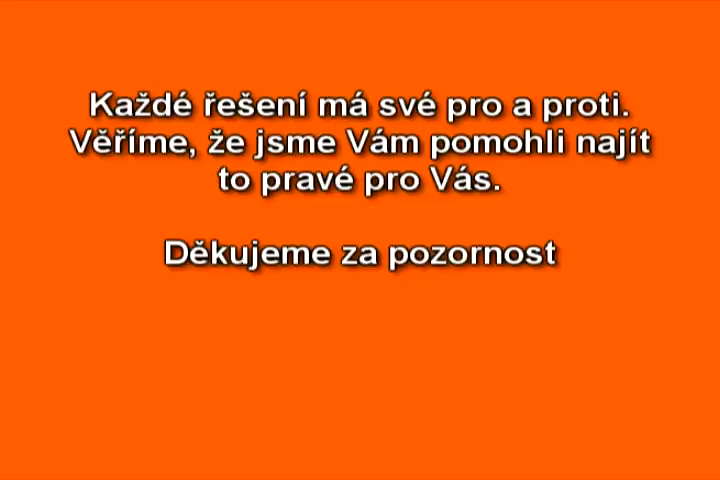 Každé řešení má své pro a proti.
Věříme, že jsme Vám pomohli najít
to pravé pro Vás.
Děkujeme za pozornost